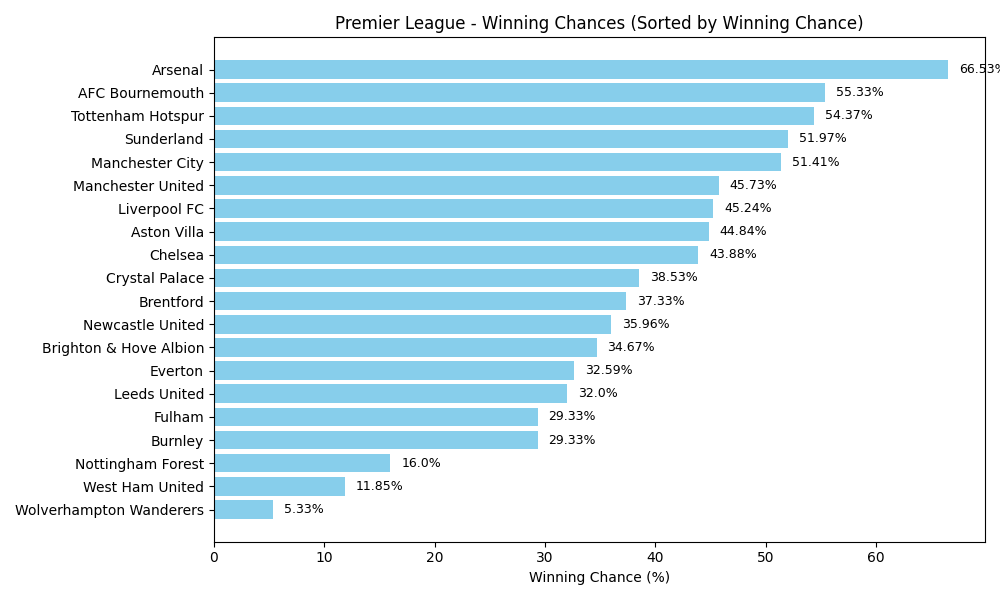 Premier League - Winning Chances (Sorted by Winning Chance)
Arsenal 66.53%
AFC Bournemouth 55.33%
Tottenham Hotspur 54.37%
Sunderland 51.97%
Manchester City 51.41%
Manchester United 45.73%
Liverpool FC 45.24%
Aston Villa 44.84%
Chelsea 43.88%
Crystal Palace 38.53%
Brentford 37.33%
Newcastle United 35.96%
Brighton & Hove Albion 34.67%
Everton 32.59%
Leeds United 32.0%
Fulham 29.33%
Burnley 29.33%
Nottingham Forest 16.0%
West Ham United 11.85%
Wolverhampton Wanderers 5.33%
0 10 20 30 40 50 60
Winning Chance (%)